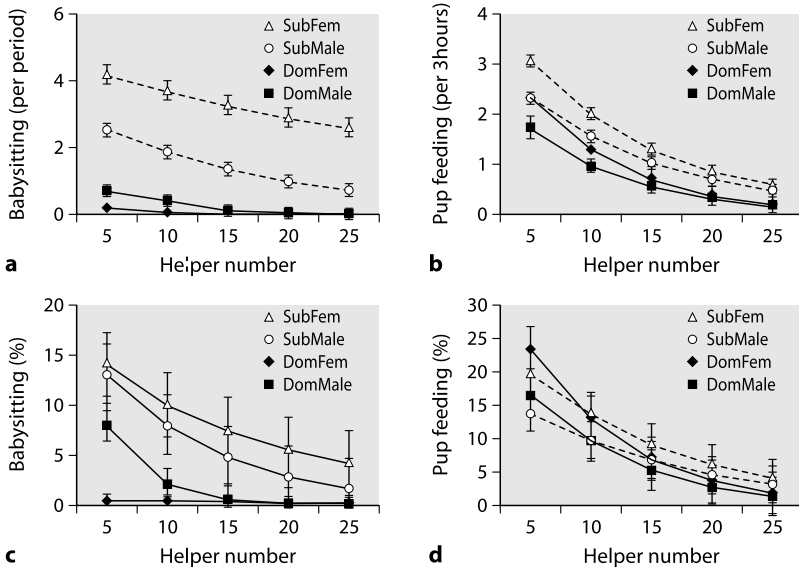 a
Babysitting (per period)
6
4
2
0
SubFem
SubMale
DomFem
DomMale
5 10 15 20 25
Helper number
b
Pup feeding (per 3hours)
4
3
2
1
0
SubFem
SubMale
DomFem
DomMale
5 10 15 20 25
Helper number
c
Babysitting (%)
20
15
10
5
0
SubFem
SubMale
DomFem
DomMale
5 10 15 20 25
Helper number
d
Pup feeding (%)
30
25
20
15
10
5
0
SubFem
SubMale
DomFem
DomMale
5 10 15 20 25
Helper number